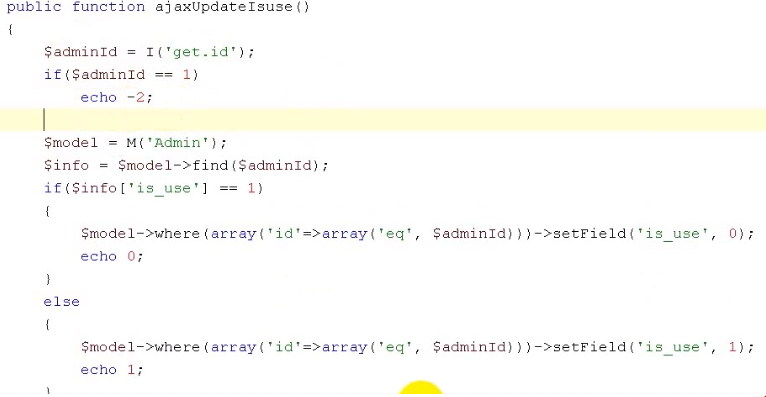 public function ajaxUpdateIsuse()
{
$adminId = I('get.id');
if($adminId == 1)
echo -2;
$model = M('Admin');
$info = $model->find($adminId);
if($info['is_use'] == 1)
{
$model->where(array('id'=>array('eq', $adminId)))->setField('is_use', 0);
echo 0;
}
else
{
$model->where(array('id'=>array('eq', $adminId)))->setField('is_use', 1);
echo 1;
}